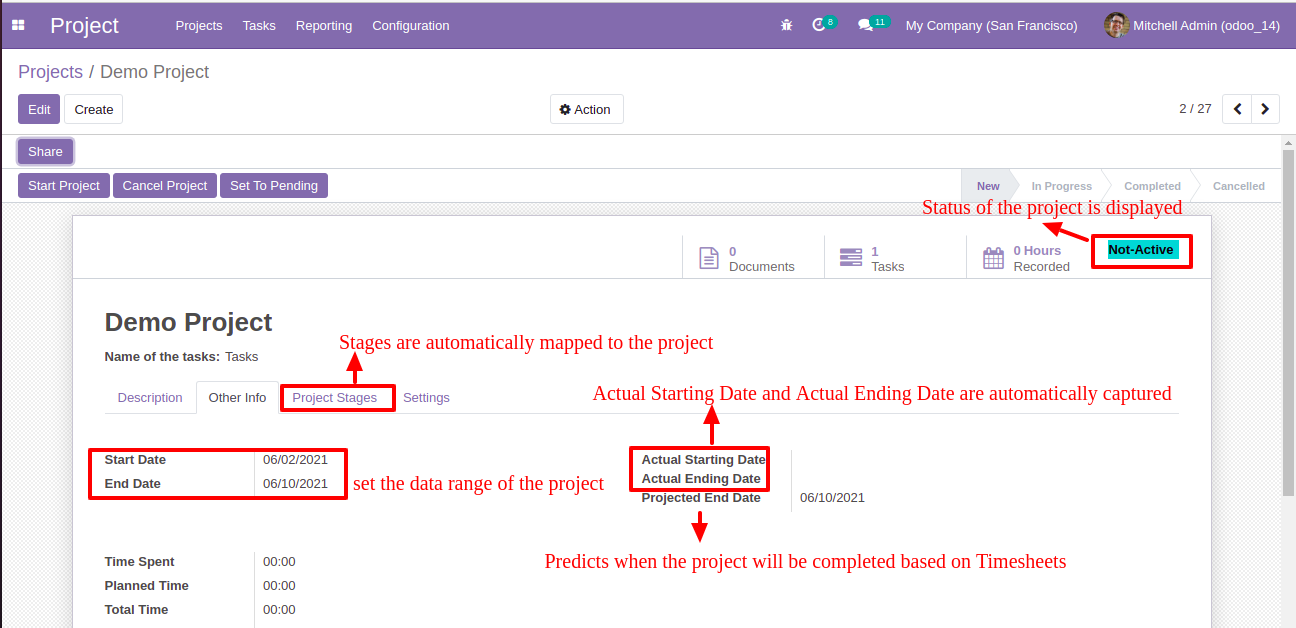 Project Projects Tasks Reporting Configuration 8 11 My Company (San Francisco) Mitchell Admin (odoo_14)
Projects / Demo Project
Edit Create Action 2 / 27
Share
Start Project Cancel Project Set To Pending New In Progress Completed Cancelled
Status of the project is displayed
0 Documents 1 Tasks 0 Hours Recorded Not-Active
Demo Project
Stages are automatically mapped to the project
Name of the tasks: Tasks
Actual Starting Date and Actual Ending Date are automatically captured
Description Other Info Project Stages Settings
Start Date 06/02/2021 Actual Starting Date
End Date 06/10/2021 set the data range of the project Actual Ending Date
Projected End Date 06/10/2021
Predicts when the project will be completed based on Timesheets
Time Spent 00:00
Planned Time 00:00
Total Time 00:00